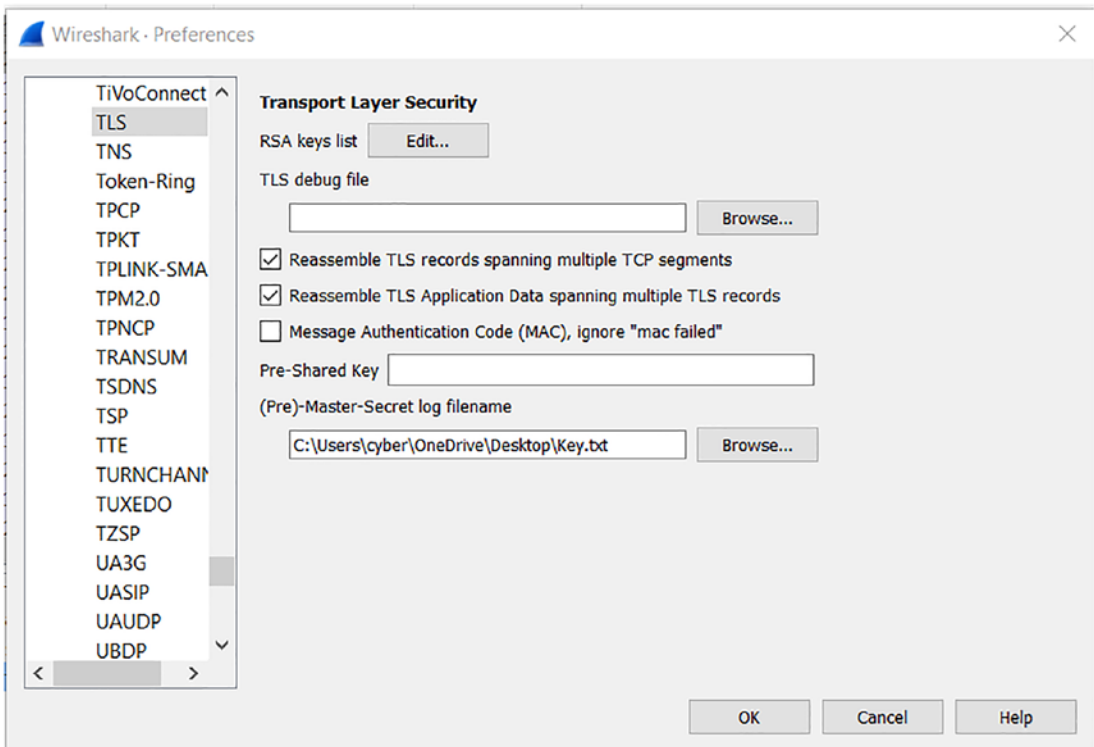 Wireshark · Preferences
TiVoConnect
TLS
TNS
Token-Ring
TPCP
TPKT
TPLINK-SMA
TPM2.0
TPNCP
TRANSUM
TSDNS
TSP
TTE
TURNCHANN
TUXEDO
TZSP
UA3G
UASIP
UAUDP
UBDP
Transport Layer Security
RSA keys list Edit...
TLS debug file
Browse...
Reassemble TLS records spanning multiple TCP segments
Reassemble TLS Application Data spanning multiple TLS records
Message Authentication Code (MAC), ignore "mac failed"
Pre-Shared Key
(Pre)-Master-Secret log filename
C:\Users\cyber\OneDrive\Desktop\Key.txt Browse...
OK Cancel Help